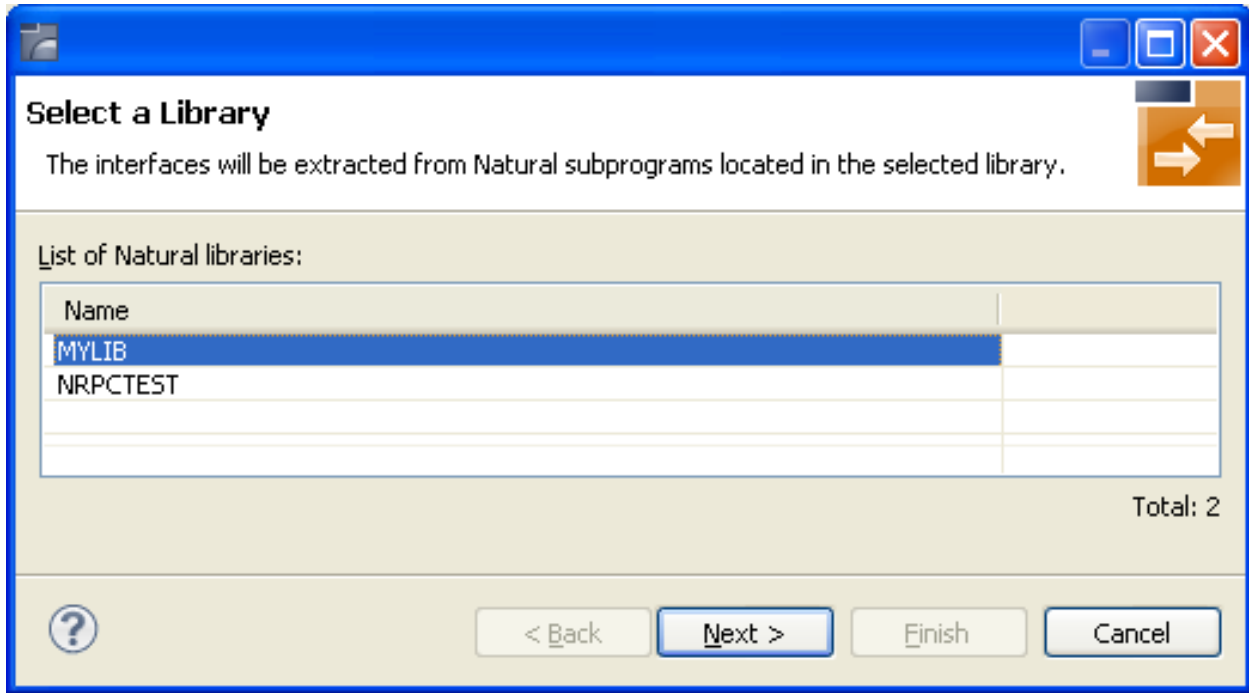 Select a Library
The interfaces will be extracted from Natural subprograms located in the selected library.
List of Natural libraries:
Name
MYLIB
NRPCTEST
Total: 2
?
< Back
Next >
Finish
Cancel